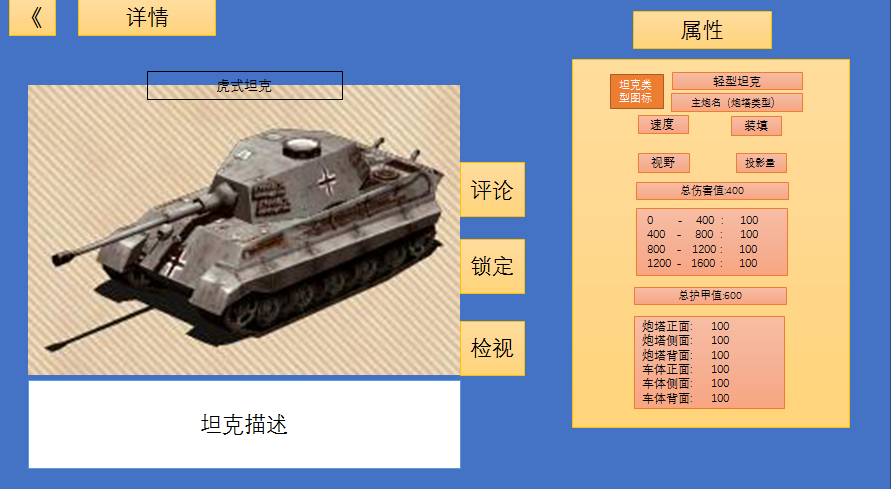 《
详情
属性
虎式坦克
评论
锁定
检视
坦克描述
坦克类
型图标
轻型坦克
主炮名（炮塔类型）
速度
装填
视野
投影量
总伤害值:400
0 - 400 : 100
400 - 800 : 100
800 - 1200 : 100
1200 - 1600 : 100
总护甲值:600
炮塔正面: 100
炮塔侧面: 100
炮塔背面: 100
车体正面: 100
车体侧面: 100
车体背面: 100